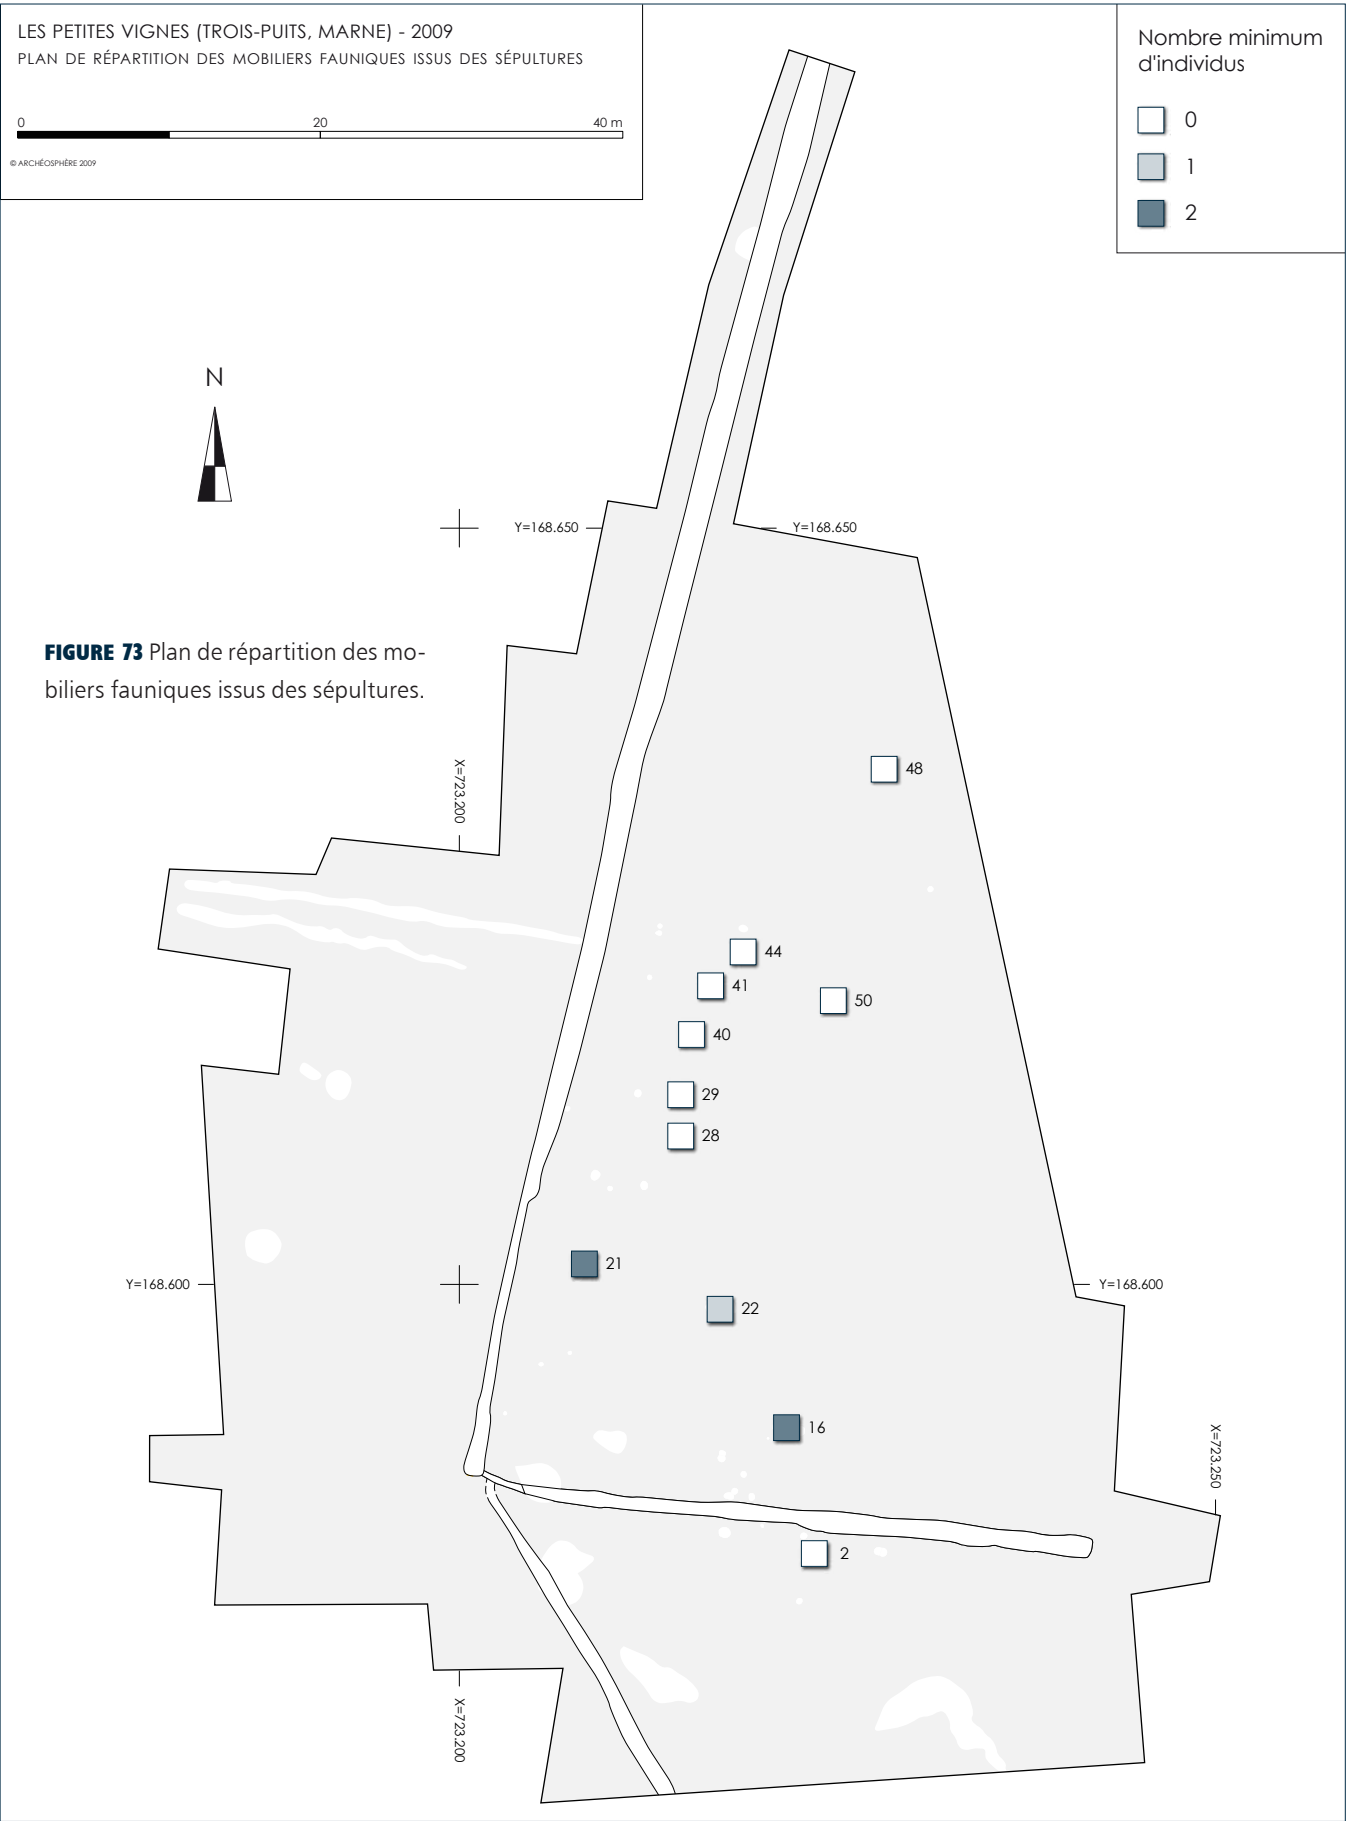 LES PETITES VIGNES (TROIS-PUITS, MARNE) - 2009
PLAN DE RÉPARTITION DES MOBILIERS FAUNIQUES ISSUS DES SÉPULTURES
0 20 40 m
© ARCHÉOSPHÈRE 2009
Nombre minimum
d'individus
0
1
2
N
Y=168.650 Y=168.650
FIGURE 73 Plan de répartition des mo-
biliers fauniques issus des sépultures.
X=723.200
48
44
41
50
40
29
28
21
Y=168.600 Y=168.600
22
16
X=723.250
2
X=723.200